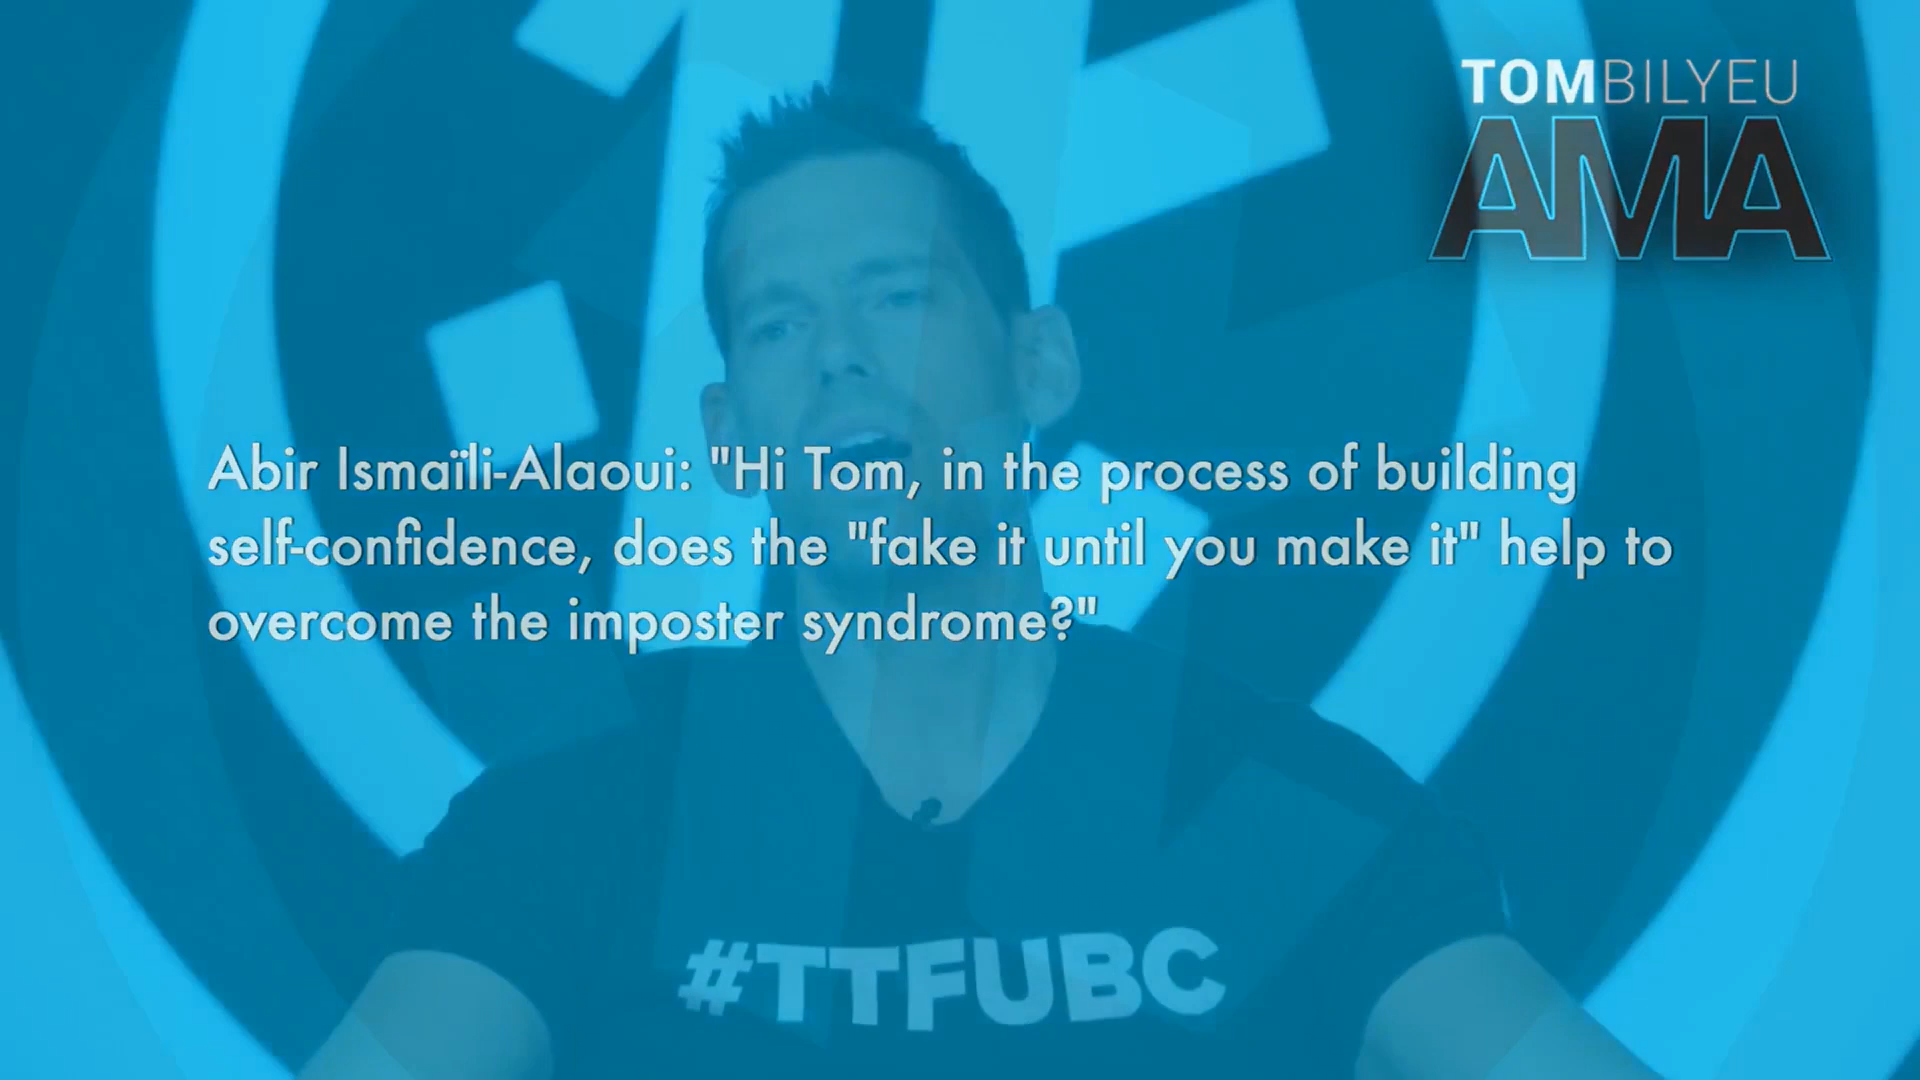 TOMBILYEU
AMA
Abir Ismaïli-Alaoui: "Hi Tom, in the process of building
self-confidence, does the "fake it until you make it" help to
overcome the imposter syndrome?"
#TTFUBC